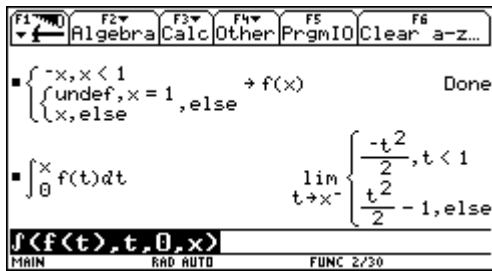 F1 F2 F3 F4 F5 F6
Algebra Calc Other PrgmIO Clear a-z...
{-x,x < 1
{{undef,x = 1 ,else → f(x) Done
{x,else
∫₀ˣ f(t)dt lim t→x⁻ { -t²/2 ,t < 1
{ t²/2 - 1,else
∫(f(t),t,0,x)
MAIN RAD AUTO FUNC 2/30